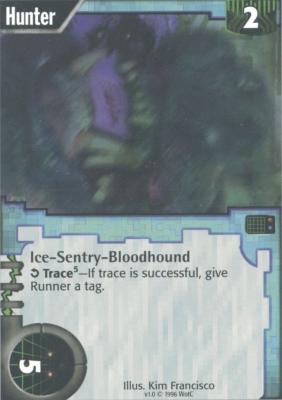 Hunter
2
Ice-Sentry-Bloodhound
Trace⁵–If trace is successful, give
Runner a tag.
5
Illus. Kim Francisco
v1.0 © 1996 WotC